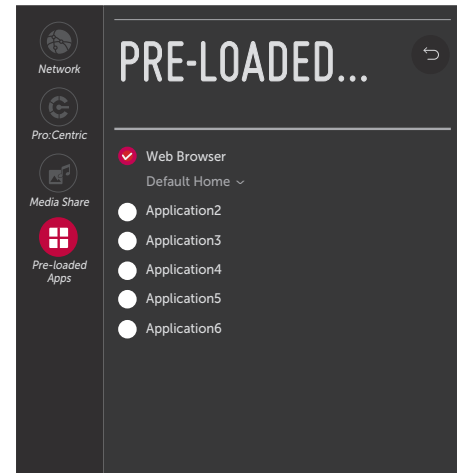 Network
Pro:Centric
Media Share
Pre-loaded
Apps
PRE-LOADED...
Web Browser
Default Home
Application2
Application3
Application4
Application5
Application6